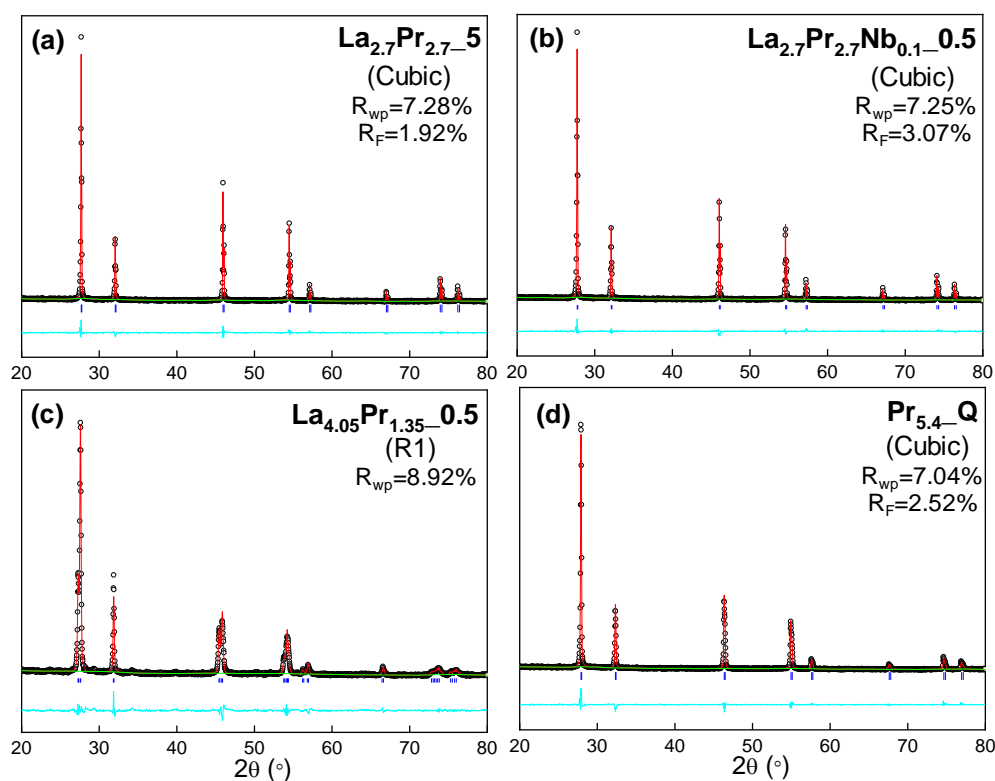 (a)
La2.7Pr2.7_5
(Cubic)
Rwp=7.28%
RF=1.92%
20 30 40 50 60 70 80
(b)
La2.7Pr2.7Nb0.1_0.5
(Cubic)
Rwp=7.25%
RF=3.07%
20 30 40 50 60 70 80
(c)
La4.05Pr1.35_0.5
(R1)
Rwp=8.92%
20 30 40 50 60 70 80
2θ (°)
(d)
Pr5.4_Q
(Cubic)
Rwp=7.04%
RF=2.52%
20 30 40 50 60 70 80
2θ (°)